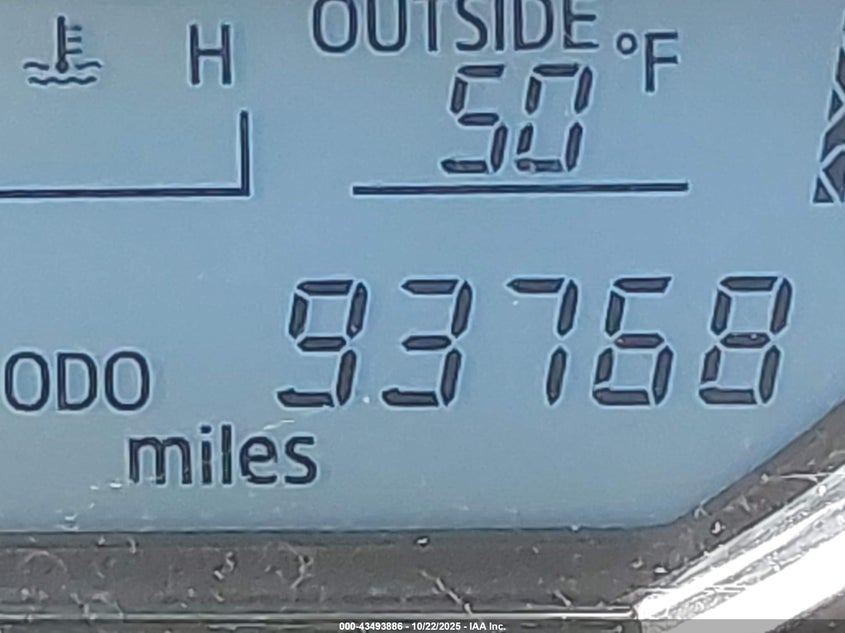 H
OUTSIDE °F
50
ODO 93768
miles
000-43493886 - 10/22/2025 - IAA Inc.